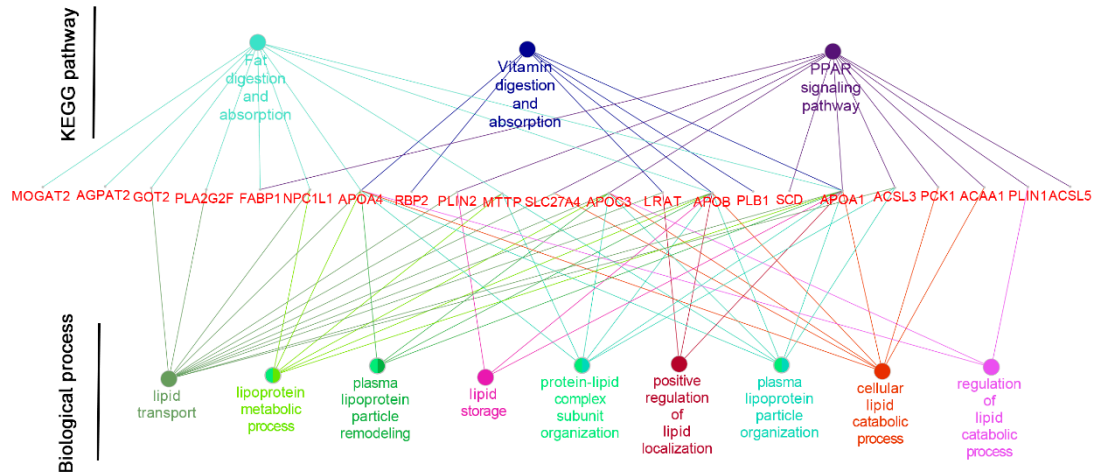 KEGG pathway
Fat
digestion
and
absorption
Vitamin
digestion
and
absorption
PPAR
signaling
pathway
MOGAT2 AGPAT2 GOT2 PLA2G2F FABP1 NPC1L1 APOA4 RBP2 PLIN2 MTTP SLC27A4 APOC3 LRAT APOB PLB1 SCD APOA1 ACSL3 PCK1 ACAA1 PLIN1 ACSL5
Biological process
lipid
transport
lipoprotein
metabolic
process
plasma
lipoprotein
particle
remodeling
lipid
storage
protein-lipid
complex
subunit
organization
positive
regulation
of
lipid
localization
plasma
lipoprotein
particle
organization
cellular
lipid
catabolic
process
regulation
of
lipid
catabolic
process